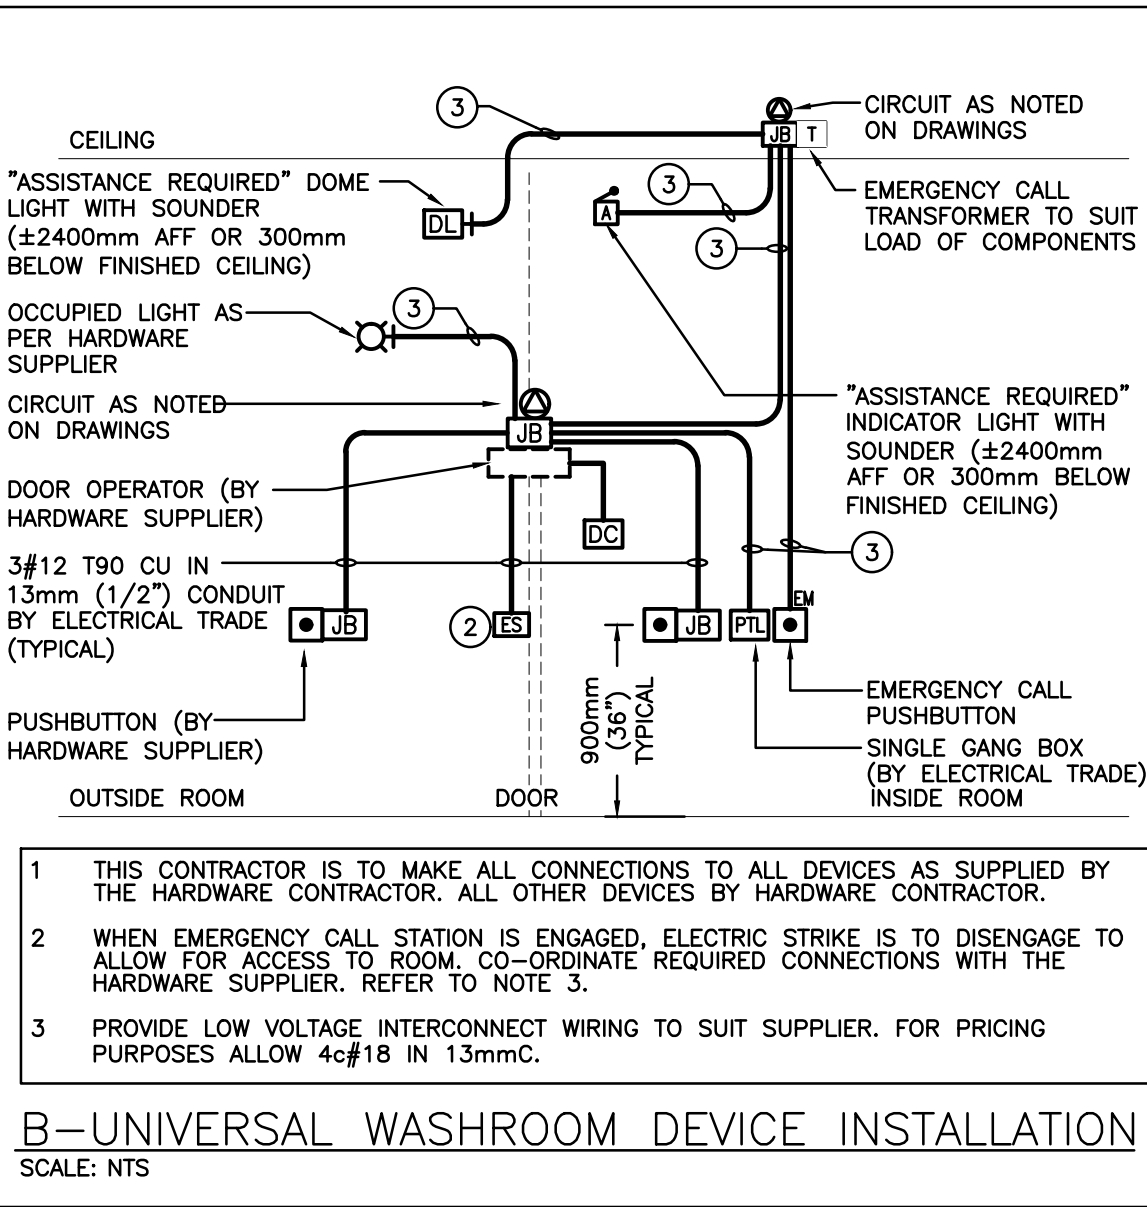 3
CIRCUIT AS NOTED
ON DRAWINGS
CEILING
JB T
"ASSISTANCE REQUIRED" DOME
LIGHT WITH SOUNDER
(±2400mm AFF OR 300mm
BELOW FINISHED CEILING)
DL
A
3
3
EMERGENCY CALL
TRANSFORMER TO SUIT
LOAD OF COMPONENTS
OCCUPIED LIGHT AS
PER HARDWARE
SUPPLIER
3
CIRCUIT AS NOTED
ON DRAWINGS
JB
"ASSISTANCE REQUIRED"
INDICATOR LIGHT WITH
SOUNDER (±2400mm
AFF OR 300mm BELOW
FINISHED CEILING)
DOOR OPERATOR (BY
HARDWARE SUPPLIER)
DC
3
3#12 T90 CU IN
13mm (1/2") CONDUIT
BY ELECTRICAL TRADE
(TYPICAL)
JB
2
ES
JB
PTL
EM
900mm
(36")
TYPICAL
PUSHBUTTON (BY
HARDWARE SUPPLIER)
EMERGENCY CALL
PUSHBUTTON
SINGLE GANG BOX
(BY ELECTRICAL TRADE)
OUTSIDE ROOM
DOOR
INSIDE ROOM
1 THIS CONTRACTOR IS TO MAKE ALL CONNECTIONS TO ALL DEVICES AS SUPPLIED BY
THE HARDWARE CONTRACTOR. ALL OTHER DEVICES BY HARDWARE CONTRACTOR.
2 WHEN EMERGENCY CALL STATION IS ENGAGED, ELECTRIC STRIKE IS TO DISENGAGE TO
ALLOW FOR ACCESS TO ROOM. CO-ORDINATE REQUIRED CONNECTIONS WITH THE
HARDWARE SUPPLIER. REFER TO NOTE 3.
3 PROVIDE LOW VOLTAGE INTERCONNECT WIRING TO SUIT SUPPLIER. FOR PRICING
PURPOSES ALLOW 4c#18 IN 13mmC.
B-UNIVERSAL WASHROOM DEVICE INSTALLATION
SCALE: NTS